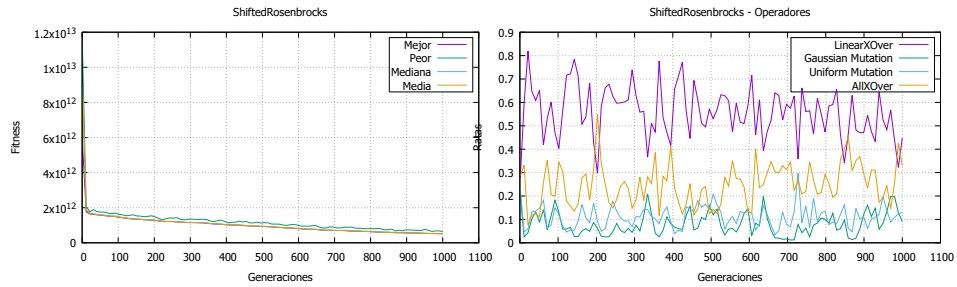 ShiftedRosenbrocks
1.2x10^13
1x10^13
8x10^12
6x10^12
4x10^12
2x10^12
0
Fitness
Mejor
Peor
Mediana
Media
0 100 200 300 400 500 600 700 800 900 1000 1100
Generaciones
ShiftedRosenbrocks - Operadores
0.9
0.8
0.7
0.6
0.5
0.4
0.3
0.2
0.1
0
Ratas
LinearXOver
Gaussian Mutation
Uniform Mutation
AllXOver
0 100 200 300 400 500 600 700 800 900 1000 1100
Generaciones